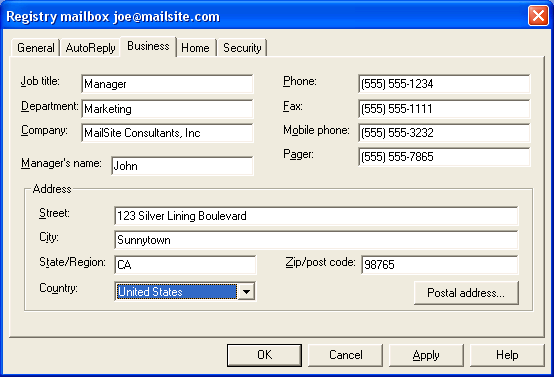 Registry mailbox joe@mailsite.com
General AutoReply Business Home Security
Job title: Manager Phone: (555) 555-1234
Department: Marketing Fax: (555) 555-1111
Company: MailSite Consultants, Inc Mobile phone: (555) 555-3232
Manager's name: John Pager: (555) 555-7865
Address
Street: 123 Silver Lining Boulevard
City: Sunnytown
State/Region: CA Zip/post code: 98765
Country: United States Postal address...
OK Cancel Apply Help